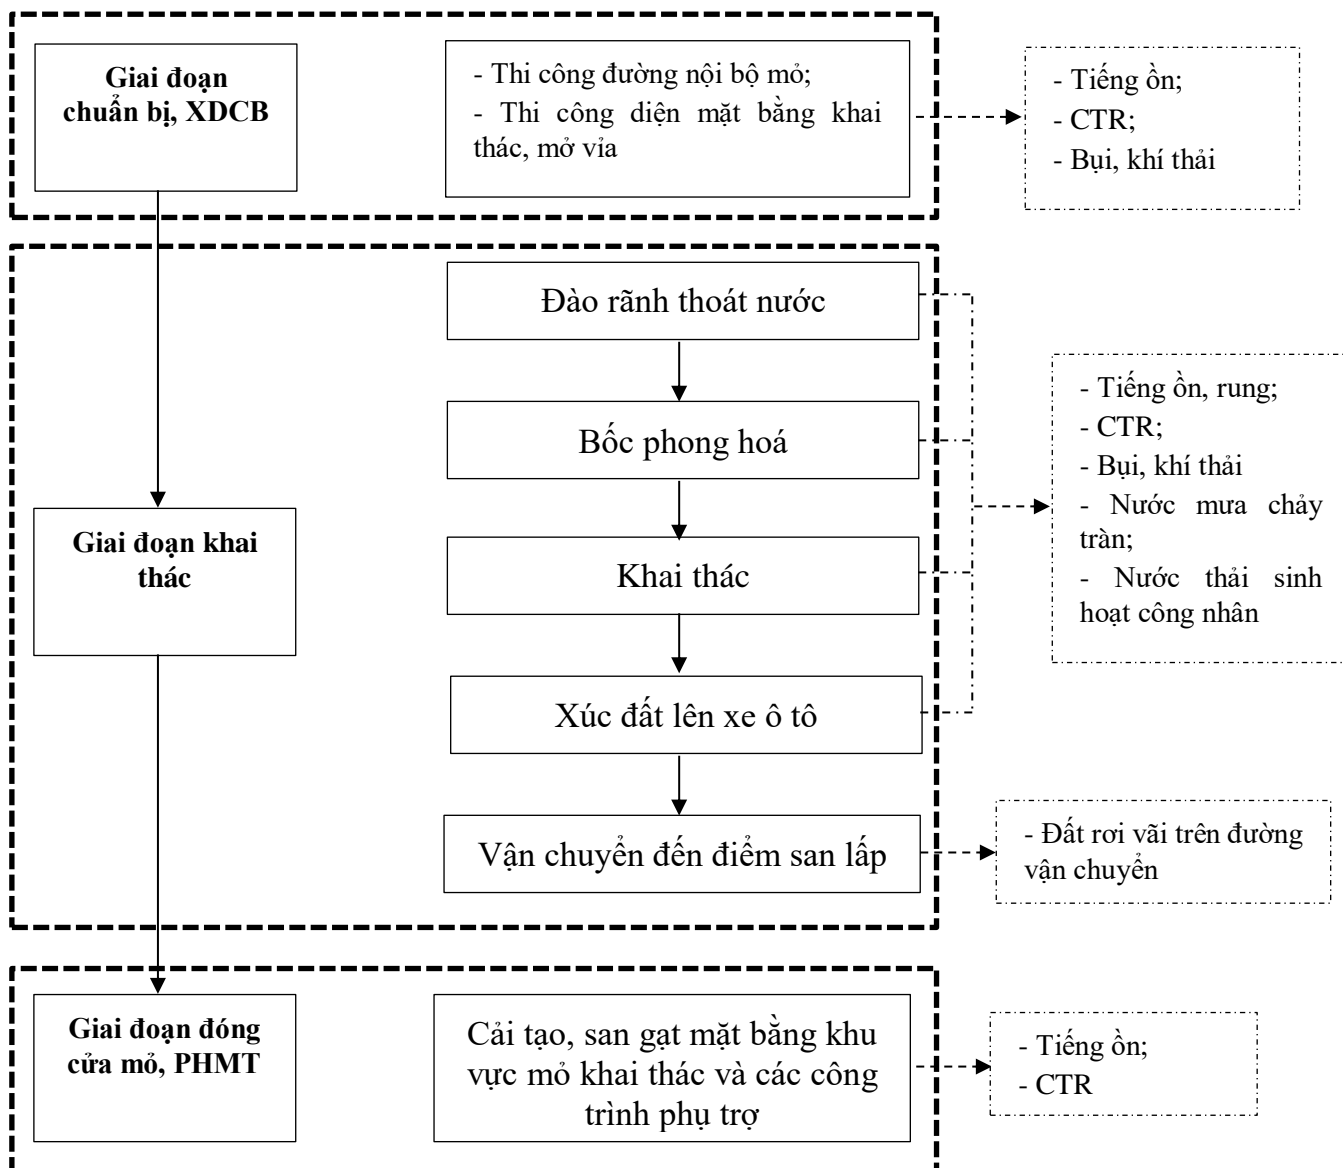 Giai đoạn
chuẩn bị, XDCB
- Thi công đường nội bộ mỏ;
- Thi công diện mặt bằng khai
thác, mở vỉa
- Tiếng ồn;
- CTR;
- Bụi, khí thải
Giai đoạn khai
thác
Đào rãnh thoát nước
Bốc phong hoá
Khai thác
Xúc đất lên xe ô tô
Vận chuyển đến điểm san lấp
- Tiếng ồn, rung;
- CTR;
- Bụi, khí thải
- Nước mưa chảy
tràn;
- Nước thải sinh
hoạt công nhân
- Đất rơi vãi trên đường
vận chuyển
Giai đoạn đóng
cửa mỏ, PHMT
Cải tạo, san gạt mặt bằng khu
vực mỏ khai thác và các công
trình phụ trợ
- Tiếng ồn;
- CTR